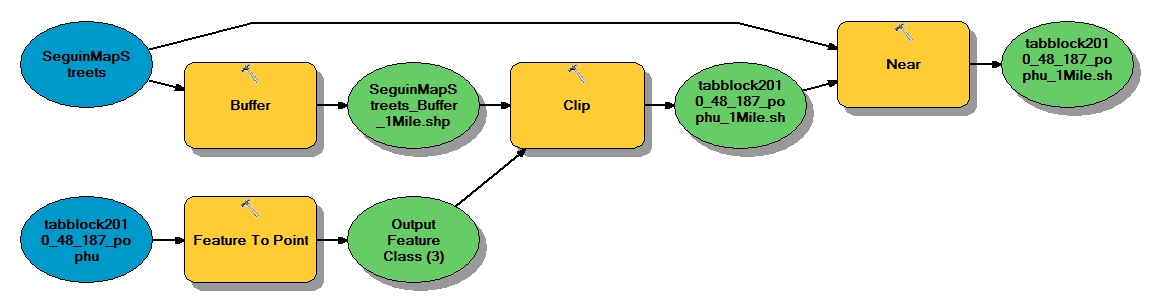 SeguinMapS
treets
Buffer
SeguinMapS
treets_Buffer
_1Mile.shp
Clip
tabblock201
0_48_187_po
phu_1Mile.sh
Near
tabblock201
0_48_187_po
phu_1Mile.sh
tabblock201
0_48_187_po
phu
Feature To Point
Output
Feature
Class (3)